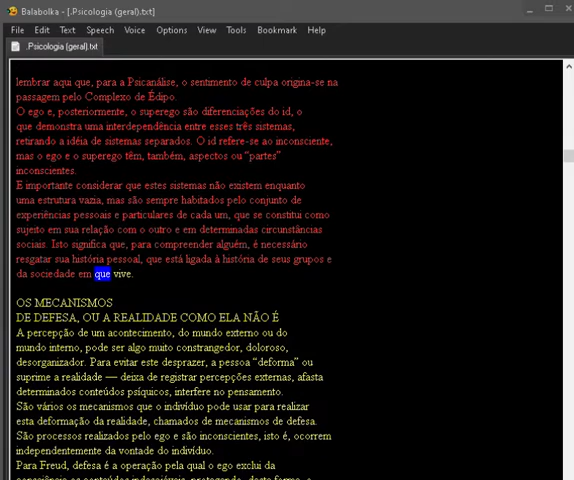 Balabolka - [.Psicologia (geral).txt]
File Edit Text Speech Voice Options View Tools Bookmark Help
.Psicologia (geral).txt
lembrar aqui que, para a Psicanálise, o sentimento de culpa origina-se na
passagem pelo Complexo de Édipo.
O ego e, posteriormente, o superego são diferenciações do id, o
que demonstra uma interdependência entre esses três sistemas,
retirando a idéia de sistemas separados. O id refere-se ao inconsciente,
mas o ego e o superego têm, também, aspectos ou “partes”
inconscientes.
E importante considerar que estes sistemas não existem enquanto
uma estrutura vazia, mas são sempre habitados pelo conjunto de
experiências pessoais e particulares de cada um, que se constitui como
sujeito em sua relação com o outro e em determinadas circunstâncias
sociais. Isto significa que, para compreender alguém, é necessário
resgatar sua história pessoal, que está ligada à história de seus grupos e
da sociedade em que vive.
OS MECANISMOS
DE DEFESA, OU A REALIDADE COMO ELA NÃO É
A percepção de um acontecimento, do mundo externo ou do
mundo interno, pode ser algo muito constrangedor, doloroso,
desorganizador. Para evitar este desprazer, a pessoa “deforma” ou
suprime a realidade — deixa de registrar percepções externas, afasta
determinados conteúdos psíquicos, interfere no pensamento.
São vários os mecanismos que o indivíduo pode usar para realizar
esta deformação da realidade, chamados de mecanismos de defesa.
São processos realizados pelo ego e são inconscientes, isto é, ocorrem
independentemente da vontade do indivíduo.
Para Freud, defesa é a operação pela qual o ego exclui da